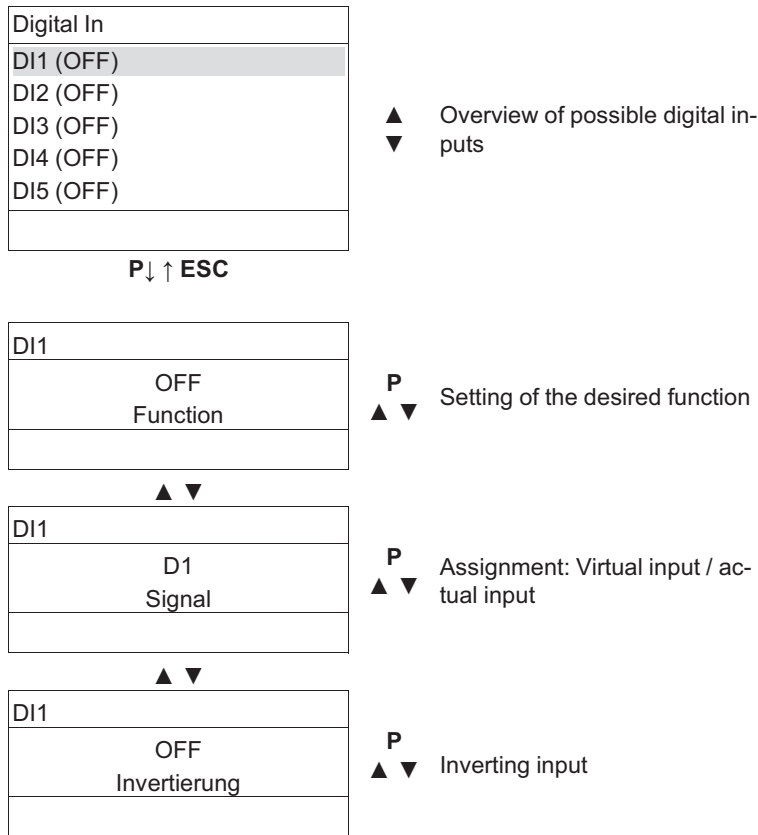 Digital In
DI1 (OFF)
DI2 (OFF)
DI3 (OFF)
DI4 (OFF)
DI5 (OFF)
▲ Overview of possible digital in-
▼ puts
P↓ ↑ ESC
DI1
OFF
Function
P
▲ ▼ Setting of the desired function
▲ ▼
DI1
D1
Signal
P
▲ ▼ Assignment: Virtual input / ac-
tual input
▲ ▼
DI1
OFF
Invertierung
P
▲ ▼ Inverting input